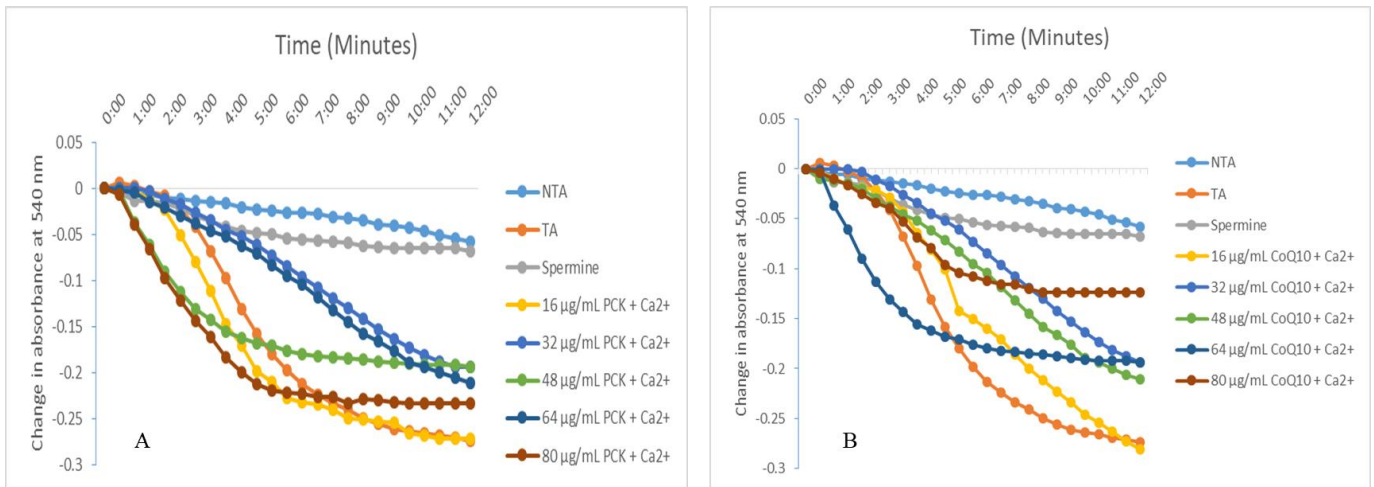 Time (Minutes)
0:00
1:00
2:00
3:00
4:00
5:00
6:00
7:00
8:00
9:00
10:00
11:00
12:00
0.05
0
-0.05
-0.1
-0.15
-0.2
-0.25
-0.3
Change in absorbance at 540 nm
NTA
TA
Spermine
16 µg/mL PCK + Ca2+
32 µg/mL PCK + Ca2+
48 µg/mL PCK + Ca2+
64 µg/mL PCK + Ca2+
80 µg/mL PCK + Ca2+
A
Time (Minutes)
0:00
1:00
2:00
3:00
4:00
5:00
6:00
7:00
8:00
9:00
10:00
11:00
12:00
0.05
0
-0.05
-0.1
-0.15
-0.2
-0.25
-0.3
Change in absorbance at 540 nm
NTA
TA
Spermine
16 µg/mL CoQ10 + Ca2+
32 µg/mL CoQ10 + Ca2+
48 µg/mL CoQ10 + Ca2+
64 µg/mL CoQ10 + Ca2+
80 µg/mL CoQ10 + Ca2+
B